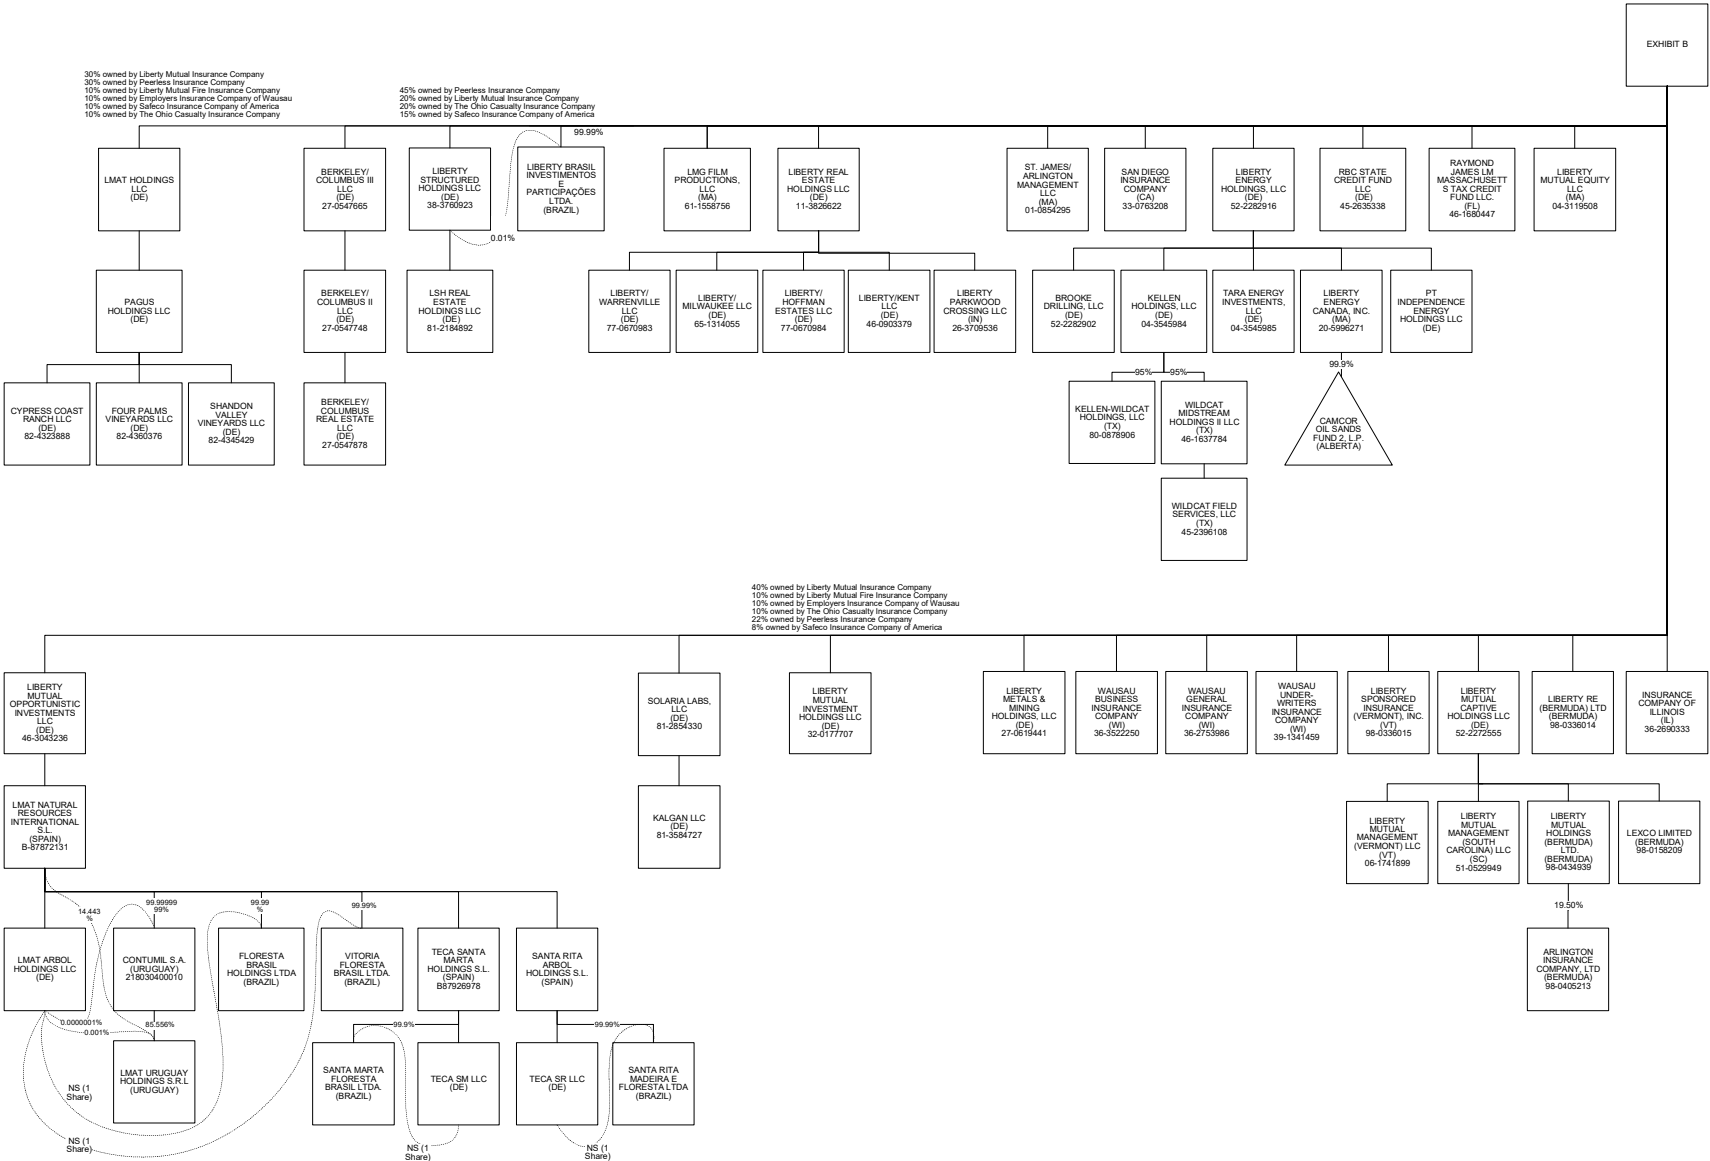 EXHIBIT B
30% owned by Liberty Mutual Insurance Company
30% owned by Peerless Insurance Company
10% owned by Liberty Mutual Fire Insurance Company
10% owned by Employers Insurance Company of Wausau
10% owned by Safeco Insurance Company of America
10% owned by The Ohio Casualty Insurance Company
45% owned by Peerless Insurance Company
20% owned by Liberty Mutual Insurance Company
20% owned by The Ohio Casualty Insurance Company
15% owned by Safeco Insurance Company of America
99.99%
LMAT HOLDINGS
LLC
(DE)
BERKELEY/
COLUMBUS III
LLC
(DE)
27-0547665
LIBERTY
STRUCTURED
HOLDINGS LLC
(DE)
38-3760923
LIBERTY BRASIL
INVESTIMENTOS
E
PARTICIPAÇÕES
LTDA.
(BRAZIL)
LMG FILM
PRODUCTIONS,
LLC
(MA)
61-1558756
LIBERTY REAL
ESTATE
HOLDINGS LLC
(DE)
11-3826622
ST. JAMES/
ARLINGTON
MANAGEMENT
LLC
(MA)
01-0854295
SAN DIEGO
INSURANCE
COMPANY
(CA)
33-0763208
LIBERTY
ENERGY
HOLDINGS, LLC
(DE)
52-2282916
RBC STATE
CREDIT FUND
LLC
(DE)
45-2635338
RAYMOND
JAMES LM
MASSACHUSETT
S TAX CREDIT
FUND LLC.
(FL)
46-1680447
LIBERTY
MUTUAL EQUITY
LLC
(MA)
04-3119508
0.01%
PAGUS
HOLDINGS LLC
(DE)
BERKELEY/
COLUMBUS II
LLC
(DE)
27-0547748
LSH REAL
ESTATE
HOLDINGS LLC
(DE)
81-2184892
LIBERTY/
WARRENVILLE
LLC
(DE)
77-0670983
LIBERTY/
MILWAUKEE LLC
(DE)
65-1314055
LIBERTY/
HOFFMAN
ESTATES LLC
(DE)
77-0670984
LIBERTY/KENT
LLC
(DE)
46-0903379
LIBERTY
PARKWOOD
CROSSING LLC
(IN)
26-3709536
BROOKE
DRILLING, LLC
(DE)
52-2282902
KELLEN
HOLDINGS, LLC
(DE)
04-3545984
TARA ENERGY
INVESTMENTS,
LLC
(DE)
04-3545985
LIBERTY
ENERGY
CANADA, INC.
(MA)
20-5996271
PT
INDEPENDENCE
ENERGY
HOLDINGS LLC
(DE)
95%
95%
99.9%
CYPRESS COAST
RANCH LLC
(DE)
82-4323888
FOUR PALMS
VINEYARDS LLC
(DE)
82-4360376
SHANDON
VALLEY
VINEYARDS LLC
(DE)
82-4345429
BERKELEY/
COLUMBUS
REAL ESTATE
LLC
(DE)
27-0547878
KELLEN-WILDCAT
HOLDINGS, LLC
(TX)
80-0878906
WILDCAT
MIDSTREAM
HOLDINGS II LLC
(TX)
46-1637784
CAMCOR
OIL SANDS
FUND 2, L.P.
(ALBERTA)
WILDCAT FIELD
SERVICES, LLC
(TX)
45-2396108
40% owned by Liberty Mutual Insurance Company
10% owned by Liberty Mutual Fire Insurance Company
10% owned by Employers Insurance Company of Wausau
10% owned by The Ohio Casualty Insurance Company
22% owned by Peerless Insurance Company
8% owned by Safeco Insurance Company of America
LIBERTY
MUTUAL
OPPORTUNISTIC
INVESTMENTS
LLC
(DE)
46-3043236
SOLARIA LABS,
LLC
(DE)
81-2854330
LIBERTY
MUTUAL
INVESTMENT
HOLDINGS LLC
(DE)
32-0177707
LIBERTY
METALS &
MINING
HOLDINGS, LLC
(DE)
27-0619441
WAUSAU
BUSINESS
INSURANCE
COMPANY
(WI)
36-3522250
WAUSAU
GENERAL
INSURANCE
COMPANY
(WI)
36-2753986
WAUSAU
UNDER-
WRITERS
INSURANCE
COMPANY
(WI)
39-1341459
LIBERTY
SPONSORED
INSURANCE
(VERMONT), INC.
(VT)
98-0336015
LIBERTY
MUTUAL
CAPTIVE
HOLDINGS LLC
(DE)
52-2272555
LIBERTY RE
(BERMUDA) LTD
(BERMUDA)
98-0336014
INSURANCE
COMPANY OF
ILLINOIS
(IL)
36-2690333
LMAT NATURAL
RESOURCES
INTERNATIONAL
S.L.
(SPAIN)
B-87872131
KALGAN LLC
(DE)
81-3584727
LIBERTY
MUTUAL
MANAGEMENT
(VERMONT) LLC
(VT)
06-1741899
LIBERTY
MUTUAL
MANAGEMENT
(SOUTH
CAROLINA) LLC
(SC)
51-0529949
LIBERTY
MUTUAL
HOLDINGS
(BERMUDA)
LTD.
(BERMUDA)
98-0434939
LEXCO LIMITED
(BERMUDA)
98-0158209
14.443
%
99.99999
99%
99.99
%
99.99%
19.50%
LMAT ARBOL
HOLDINGS LLC
(DE)
CONTUMIL S.A.
(URUGUAY)
218030400010
FLORESTA
BRASIL
HOLDINGS LTDA
(BRAZIL)
VITORIA
FLORESTA
BRASIL LTDA.
(BRAZIL)
TECA SANTA
MARTA
HOLDINGS S.L.
(SPAIN)
B87926978
SANTA RITA
ARBOL
HOLDINGS S.L.
(SPAIN)
ARLINGTON
INSURANCE
COMPANY, LTD
(BERMUDA)
98-0405213
0.0000001%
0.001%
85.556%
99.9%
99.99%
LMAT URUGUAY
HOLDINGS S.R.L
(URUGUAY)
SANTA MARTA
FLORESTA
BRASIL LTDA.
(BRAZIL)
TECA SM LLC
(DE)
TECA SR LLC
(DE)
SANTA RITA
MADEIRA E
FLORESTA LTDA
(BRAZIL)
NS (1
Share)
NS (1
Share)
NS (1
Share)
NS (1
Share)